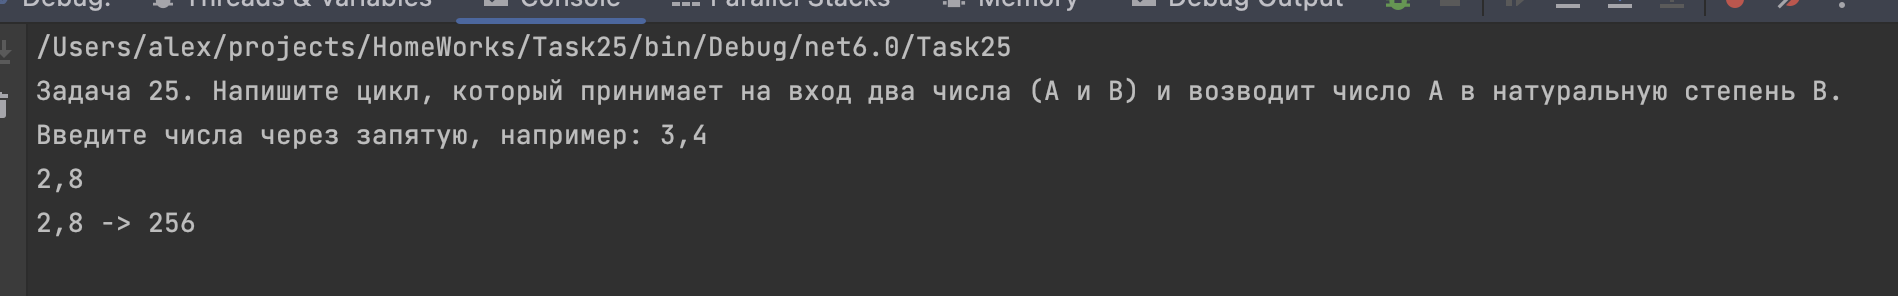 Debug: Threads & Variables Console Parallel Stacks Memory Debug Output
/Users/alex/projects/HomeWorks/Task25/bin/Debug/net6.0/Task25
Задача 25. Напишите цикл, который принимает на вход два числа (A и B) и возводит число A в натуральную степень B.
Введите числа через запятую, например: 3,4
2,8
2,8 -> 256